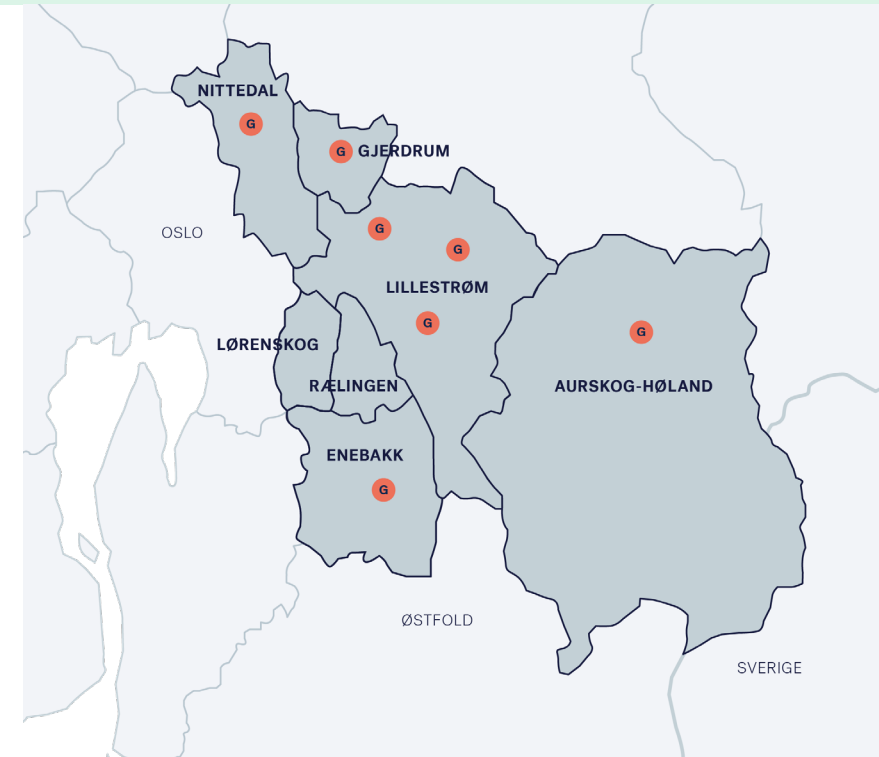 NITTEDAL
G
G GJERDRUM
G
OSLO
G
LILLESTRØM
G
G
LØRENSKOG
RÆLINGEN
AURSKOG-HØLAND
ENEBAKK
G
ØSTFOLD
SVERIGE